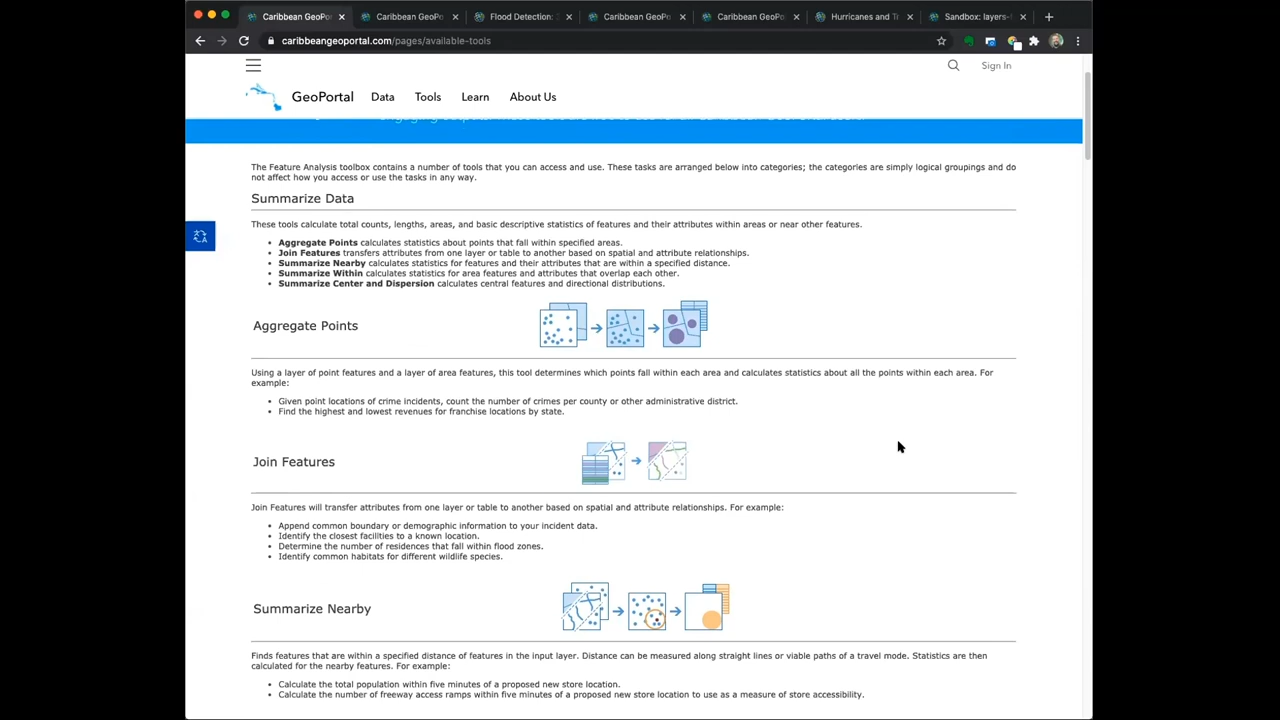 Caribbean GeoPortal
Caribbean GeoPo
Flood Detection:
Caribbean GeoPo
Caribbean GeoPo
Hurricanes and Tr
Sandbox: layers-
caribbeangeoportal.com/pages/available-tools
Sign In
GeoPortal Data Tools Learn About Us
The Feature Analysis toolbox contains a number of tools that you can access and use. These tasks are arranged below into categories; the categories are simply logical groupings and do
not affect how you access or use the tasks in any way.
Summarize Data
These tools calculate total counts, lengths, areas, and basic descriptive statistics of features and their attributes within areas or near other features.
• Aggregate Points calculates statistics about points that fall within specified areas.
• Join Features transfers attributes from one layer or table to another based on spatial and attribute relationships.
• Summarize Nearby calculates statistics for features and their attributes that are within a specified distance.
• Summarize Within calculates statistics for area features and attributes that overlap each other.
• Summarize Center and Dispersion calculates central features and directional distributions.
Aggregate Points
Using a layer of point features and a layer of area features, this tool determines which points fall within each area and calculates statistics about all the points within each area. For
example:
• Given point locations of crime incidents, count the number of crimes per county or other administrative district.
• Find the highest and lowest revenues for franchise locations by state.
Join Features
Join Features will transfer attributes from one layer or table to another based on spatial and attribute relationships. For example:
• Append common boundary or demographic information to your incident data.
• Identify the closest facilities to a known location.
• Determine the number of residences that fall within flood zones.
• Identify common habitats for different wildlife species.
Summarize Nearby
Finds features that are within a specified distance of features in the input layer. Distance can be measured along straight lines or viable paths of a travel mode. Statistics are then
calculated for the nearby features. For example:
• Calculate the total population within five minutes of a proposed new store location.
• Calculate the number of freeway access ramps within five minutes of a proposed new store location to use as a measure of store accessibility.